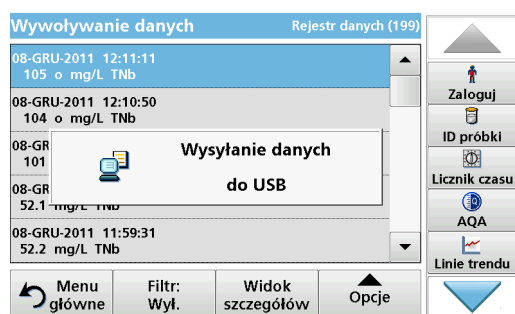 Wywoływanie danych
Rejestr danych (199)
08-GRU-2011 12:11:11
105 o mg/L TNb
08-GRU-2011 12:10:50
104 o mg/L TNb
08-GR
101
Wysyłanie danych
do USB
08-GR
52.1 mg/L TNb
08-GRU-2011 11:59:31
52.2 mg/L TNb
Zaloguj
ID próbki
Licznik czasu
AQA
Linie trendu
Menu
główne
Filtr:
Wył.
Widok
szczegółów
Opcje